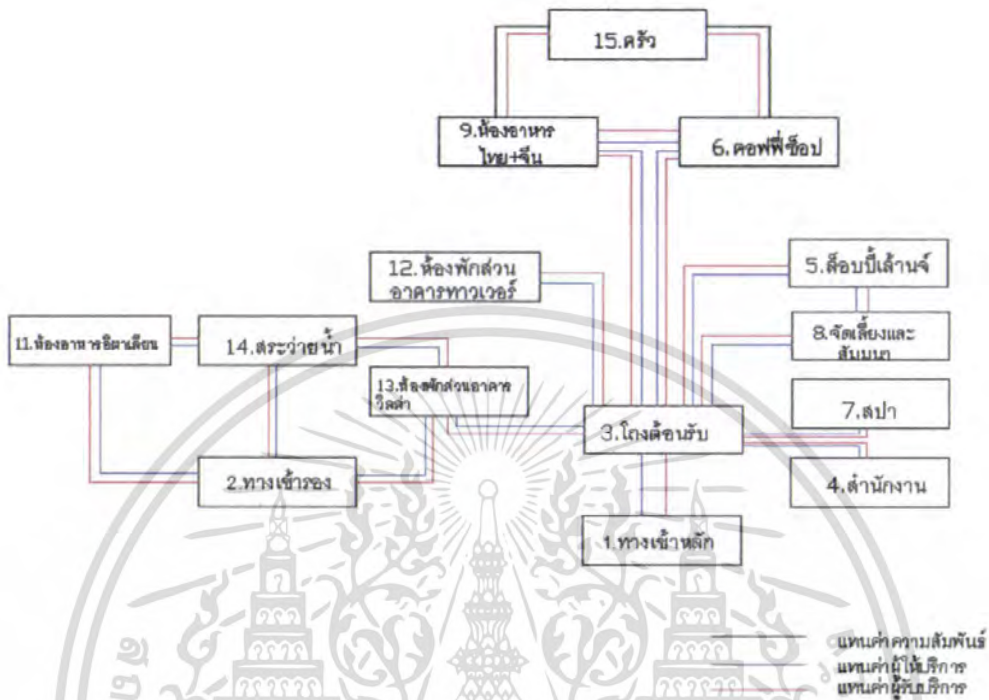 15.ครัว
9.ห้องอาหาร
ไทย+จีน
6.คอฟฟี่ช็อป
12.ห้องพักส่วน
อาคารทาวเวอร์
5.ล็อบบี้เล้านจ์
11.ห้องอาหารอิตาเลียน
14.สระว่ายน้ำ
8.จัดเลี้ยงและ
สัมมนา
13.ห้องพักส่วนอาคาร
วิลล่า
7.สปา
3.โถงต้อนรับ
2.ทางเข้ารอง
4.สำนักงาน
1.ทางเข้าหลัก
แทนค่าความสัมพันธ์
แทนค่าผู้ให้บริการ
แทนค่าผู้รับบริการ